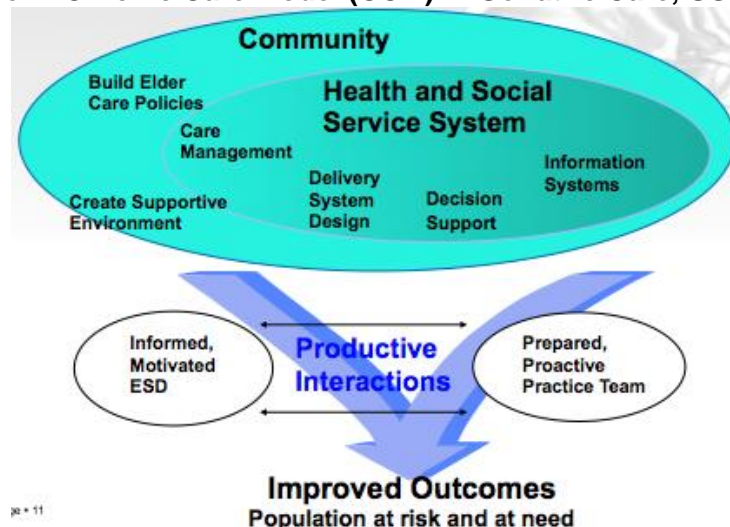 Community
Build Elder
Care Policies
Health and Social
Service System
Care
Management
Information
Systems
Delivery
System
Design
Decision
Support
Create Supportive
Environment
Informed,
Motivated
ESD
Productive
Interactions
Prepared,
Proactive
Practice Team
Improved Outcomes
Population at risk and at need
11